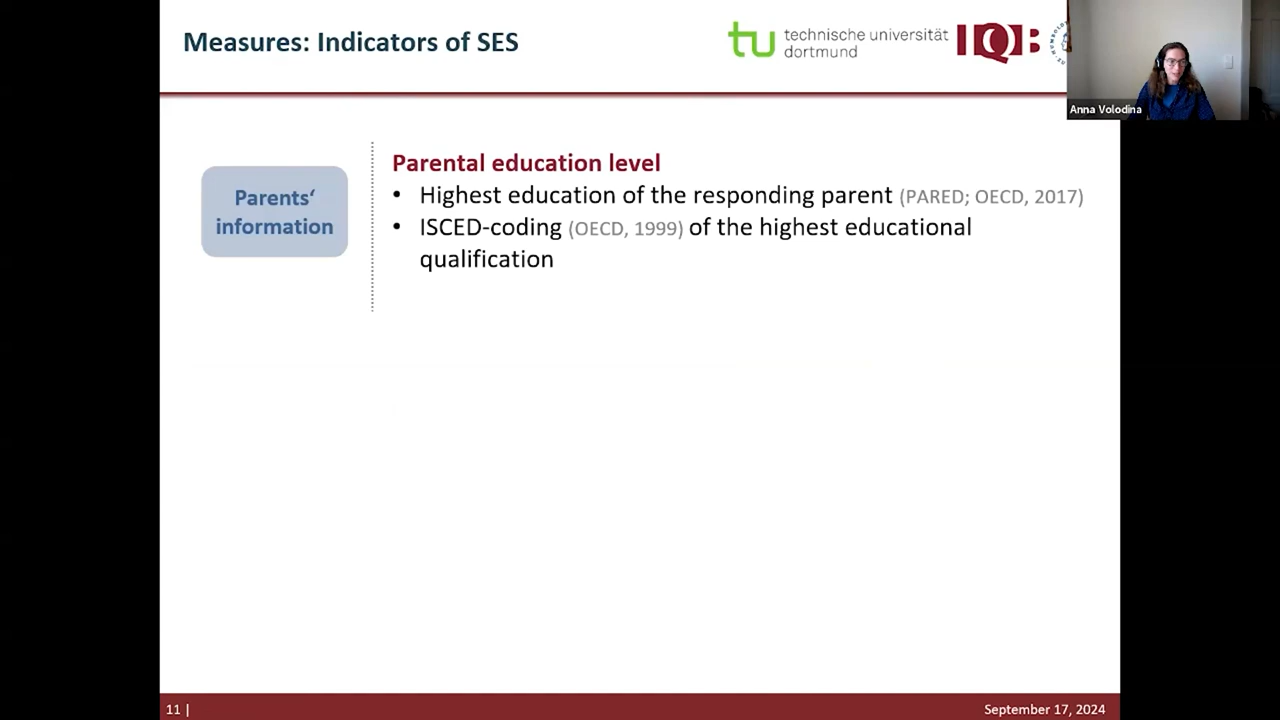 Measures: Indicators of SES
technische universität
dortmund
IQB
Anna Volodina
Parents‘
information
Parental education level
• Highest education of the responding parent (PARED; OECD, 2017)
• ISCED-coding (OECD, 1999) of the highest educational
qualification
11 |
September 17, 2024